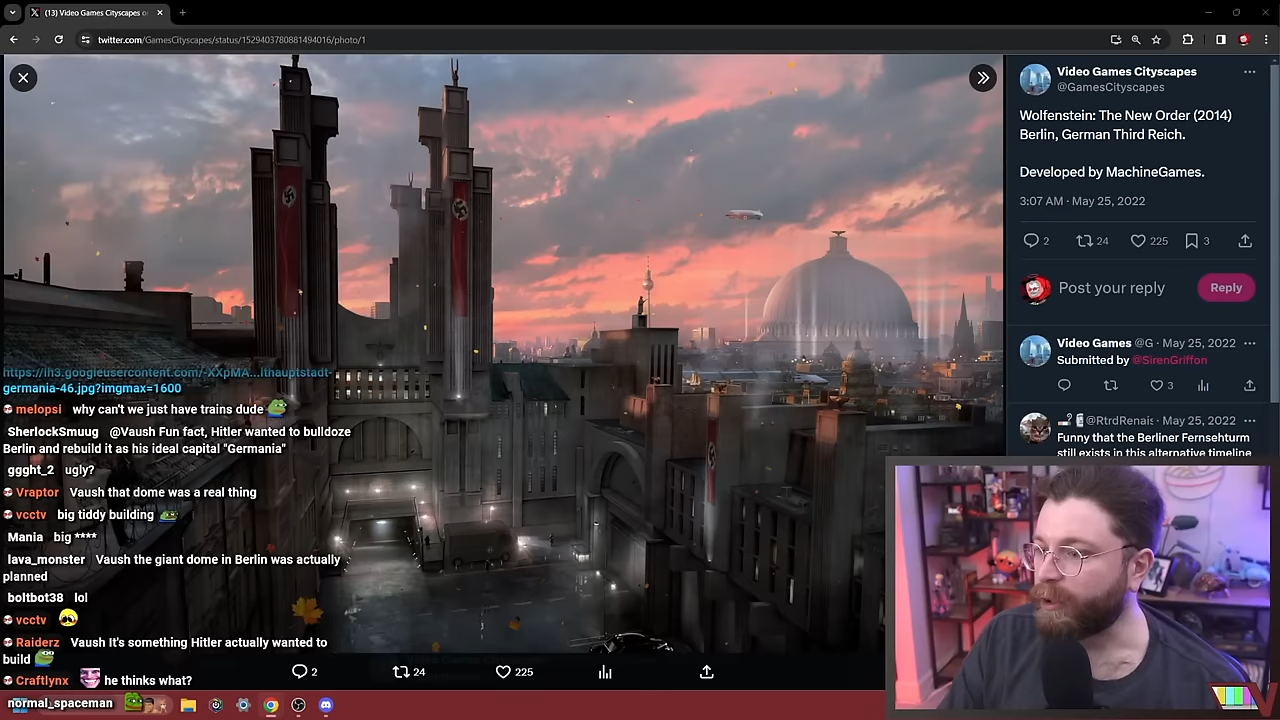 (13) Video Games Cityscapes o
twitter.com/GamesCityscapes/status/1529403780881494016/photo/1
Video Games Cityscapes
@GamesCityscapes
Wolfenstein: The New Order (2014)
Berlin, German Third Reich.
Developed by MachineGames.
3:07 AM · May 25, 2022
2
24
225
3
Post your reply
Reply
Video Games @G · May 25, 2022
Submitted by @SirenGriffon
3
@RtrdRenais · May 25, 2022
Funny that the Berliner Fernsehturm
still exists in this alternative timeline
https://lh3.googleusercontent.com/-XXpMA...lthauptstadt-
germania-46.jpg?imgmax=1600
melopsi why can't we just have trains dude
SherlockSmuug @Vaush Fun fact, Hitler wanted to bulldoze
Berlin and rebuild it as his ideal capital "Germania"
ggght_2 ugly?
Vraptor Vaush that dome was a real thing
vcctv big tiddy building
Mania big ****
lava_monster Vaush the giant dome in Berlin was actually
planned
boltbot38 lol
vcctv
Raiderz Vaush It's something Hitler actually wanted to
build
Craftlynx he thinks what?
normal_spaceman
2
24
225
V